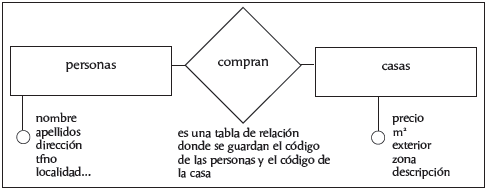 personas
compran
casas
nombre
apellidos
dirección
tfno
localidad...
es una tabla de relación
donde se guardan el código
de las personas y el código de
la casa
precio
m²
exterior
zona
descripción